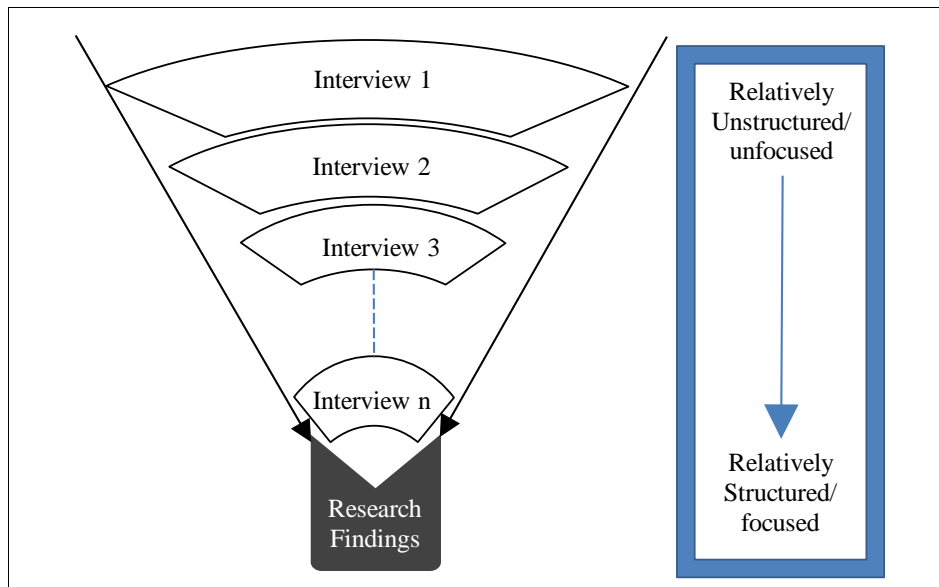 Interview 1
Interview 2
Interview 3
Interview n
Research
Findings
Relatively
Unstructured/
unfocused
Relatively
Structured/
focused